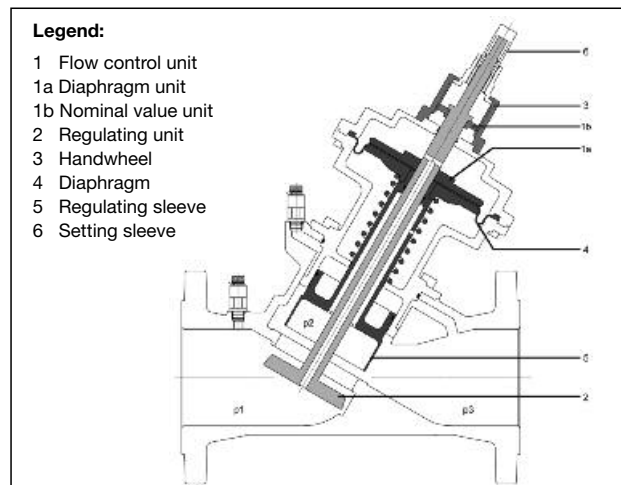 Legend:
1 Flow control unit
1a Diaphragm unit
1b Nominal value unit
2 Regulating unit
3 Handwheel
4 Diaphragm
5 Regulating sleeve
6 Setting sleeve
6
3
1b
1a
4
p2
5
2
p1
p3